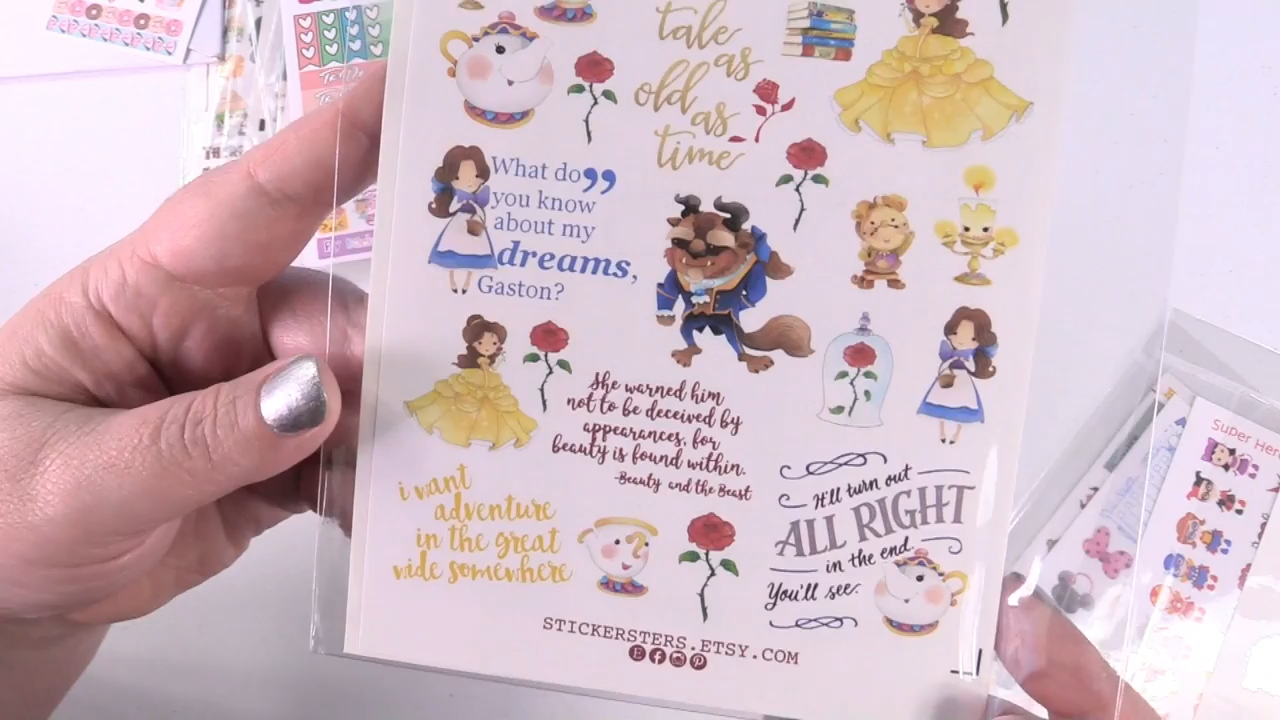 tale
as
old
as
time
What do
you know
about my
dreams,
Gaston?
”
She warned him
not to be deceived by
appearances, for
beauty is found within.
-Beauty and the Beast
i want
adventure
in the great
wide somewhere
It'll turn out
ALL RIGHT
in the end.
You'll see.
STICKERSTERS.ETSY.COM
Super Her